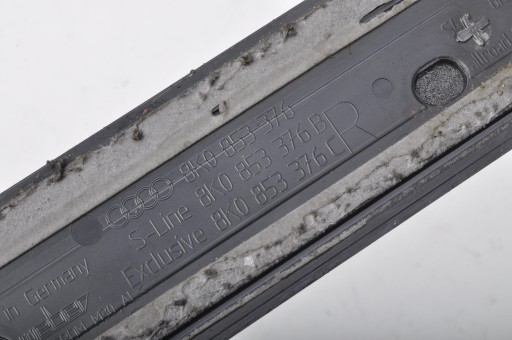 8K0 853 376
S-Line 8K0 853 376 B
Exclusive 8K0 853 376 C
R
in Germany